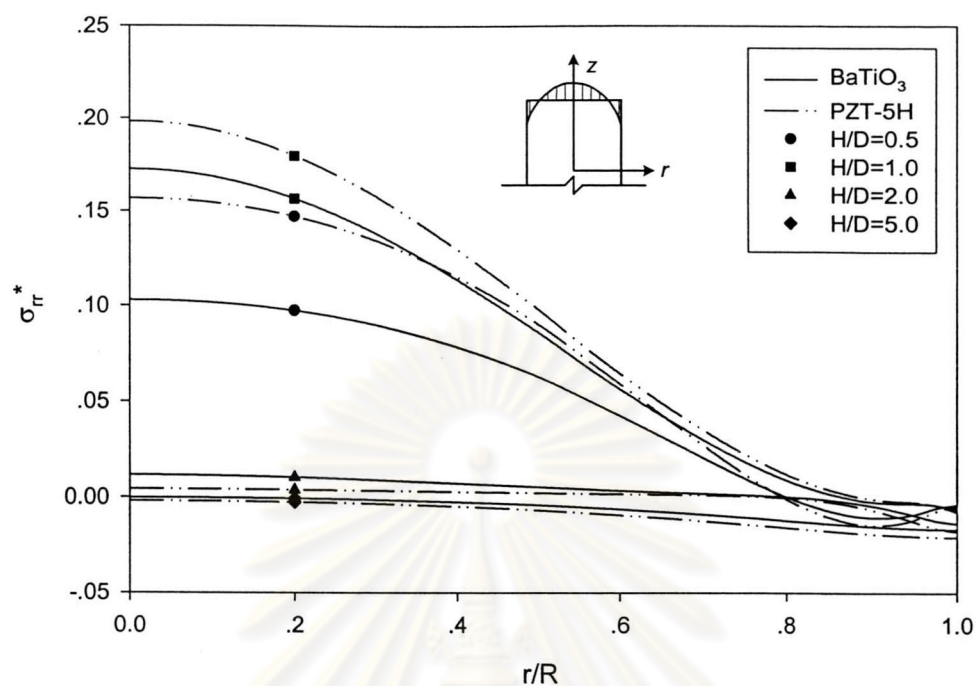 .25
.20
.15
.10
.05
0.00
-.05
σrr*
0.0
.2
.4
.6
.8
1.0
r/R
z
r
BaTiO3
PZT-5H
H/D=0.5
H/D=1.0
H/D=2.0
H/D=5.0